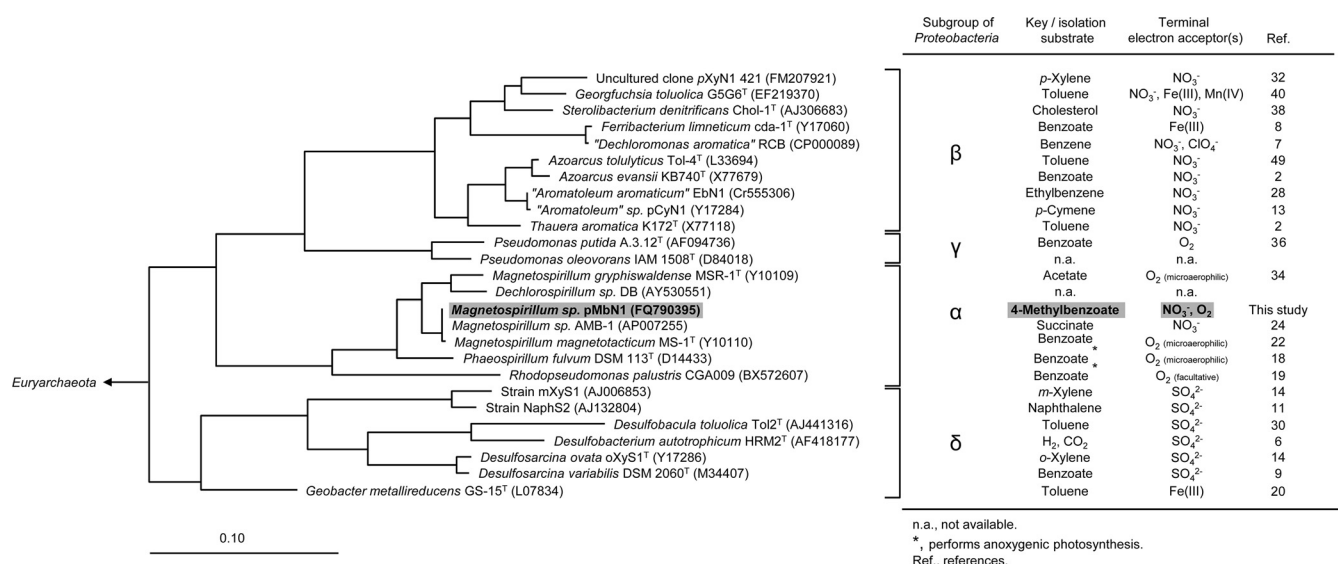 Subgroup of Proteobacteria Key / isolation substrate Terminal electron acceptor(s) Ref.
Uncultured clone pXyN1 421 (FM207921) p-Xylene NO₃⁻ 32
Georgfuchsia toluolica G5G6ᵀ (EF219370) Toluene NO₃⁻, Fe(III), Mn(IV) 40
Sterolibacterium denitrificans Chol-1ᵀ (AJ306683) Cholesterol NO₃⁻ 38
Ferribacterium limneticum cda-1ᵀ (Y17060) Benzoate Fe(III) 8
"Dechloromonas aromatica" RCB (CP000089) Benzene NO₃⁻, ClO₄⁻ 7
β
Azoarcus tolulyticus Tol-4ᵀ (L33694) Toluene NO₃⁻ 49
Azoarcus evansii KB740ᵀ (X77679) Benzoate NO₃⁻ 2
"Aromatoleum aromaticum" EbN1 (Cr555306) Ethylbenzene NO₃⁻ 28
"Aromatoleum" sp. pCyN1 (Y17284) p-Cymene NO₃⁻ 13
Thauera aromatica K172ᵀ (X77118) Toluene NO₃⁻ 2
Pseudomonas putida A.3.12ᵀ (AF094736) Benzoate O₂ 36
γ
Pseudomonas oleovorans IAM 1508ᵀ (D84018) n.a. n.a.
Magnetospirillum gryphiswaldense MSR-1ᵀ (Y10109) Acetate O₂ (microaerophilic) 34
Dechlorospirillum sp. DB (AY530551) n.a. n.a.
Magnetospirillum sp. pMbN1 (FQ790395) α 4-Methylbenzoate NO₃⁻, O₂ This study
Magnetospirillum sp. AMB-1 (AP007255) Succinate NO₃⁻ 24
Magnetospirillum magnetotacticum MS-1ᵀ (Y10110) Benzoate O₂ (microaerophilic) 22
Phaeospirillum fulvum DSM 113ᵀ (D14433) Benzoate * O₂ (microaerophilic) 18
Rhodopseudomonas palustris CGA009 (BX572607) Benzoate * O₂ (facultative) 19
Euryarchaeota
Strain mXyS1 (AJ006853) m-Xylene SO₄²⁻ 14
Strain NaphS2 (AJ132804) Naphthalene SO₄²⁻ 11
Desulfobacula toluolica Tol2ᵀ (AJ441316) Toluene SO₄²⁻ 30
Desulfobacterium autotrophicum HRM2ᵀ (AF418177) δ H₂, CO₂ SO₄²⁻ 6
Desulfosarcina ovata oXyS1ᵀ (Y17286) o-Xylene SO₄²⁻ 14
Desulfosarcina variabilis DSM 2060ᵀ (M34407) Benzoate SO₄²⁻ 9
Geobacter metallireducens GS-15ᵀ (L07834) Toluene Fe(III) 20
0.10
n.a., not available.
*, performs anoxygenic photosynthesis.
Ref., references.